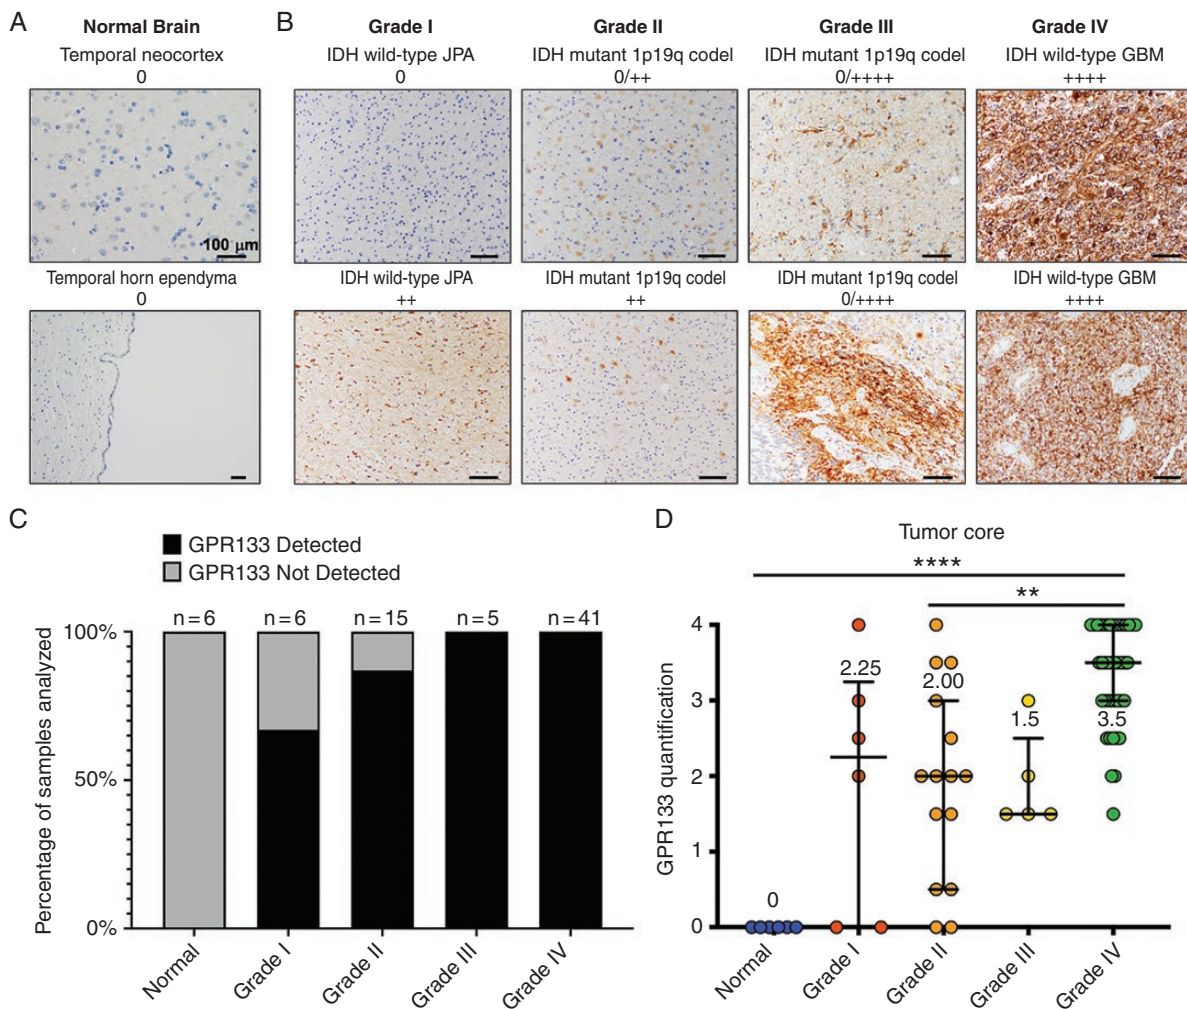 A
Normal Brain
Temporal neocortex
0
100 µm
Temporal horn ependyma
0
B
Grade I
Grade II
Grade III
Grade IV
IDH wild-type JPA
0
IDH mutant 1p19q codel
0/++
IDH mutant 1p19q codel
0/++++
IDH wild-type GBM
++++
IDH wild-type JPA
++
IDH mutant 1p19q codel
++
IDH mutant 1p19q codel
0/++++
IDH wild-type GBM
++++
C
GPR133 Detected
GPR133 Not Detected
n=6
n=6
n=15
n=5
n=41
Percentage of samples analyzed
100%
50%
0%
Normal
Grade I
Grade II
Grade III
Grade IV
D
Tumor core
****
**
GPR133 quantification
4
3
2
1
0
0
2.25
2.00
1.5
3.5
Normal
Grade I
Grade II
Grade III
Grade IV